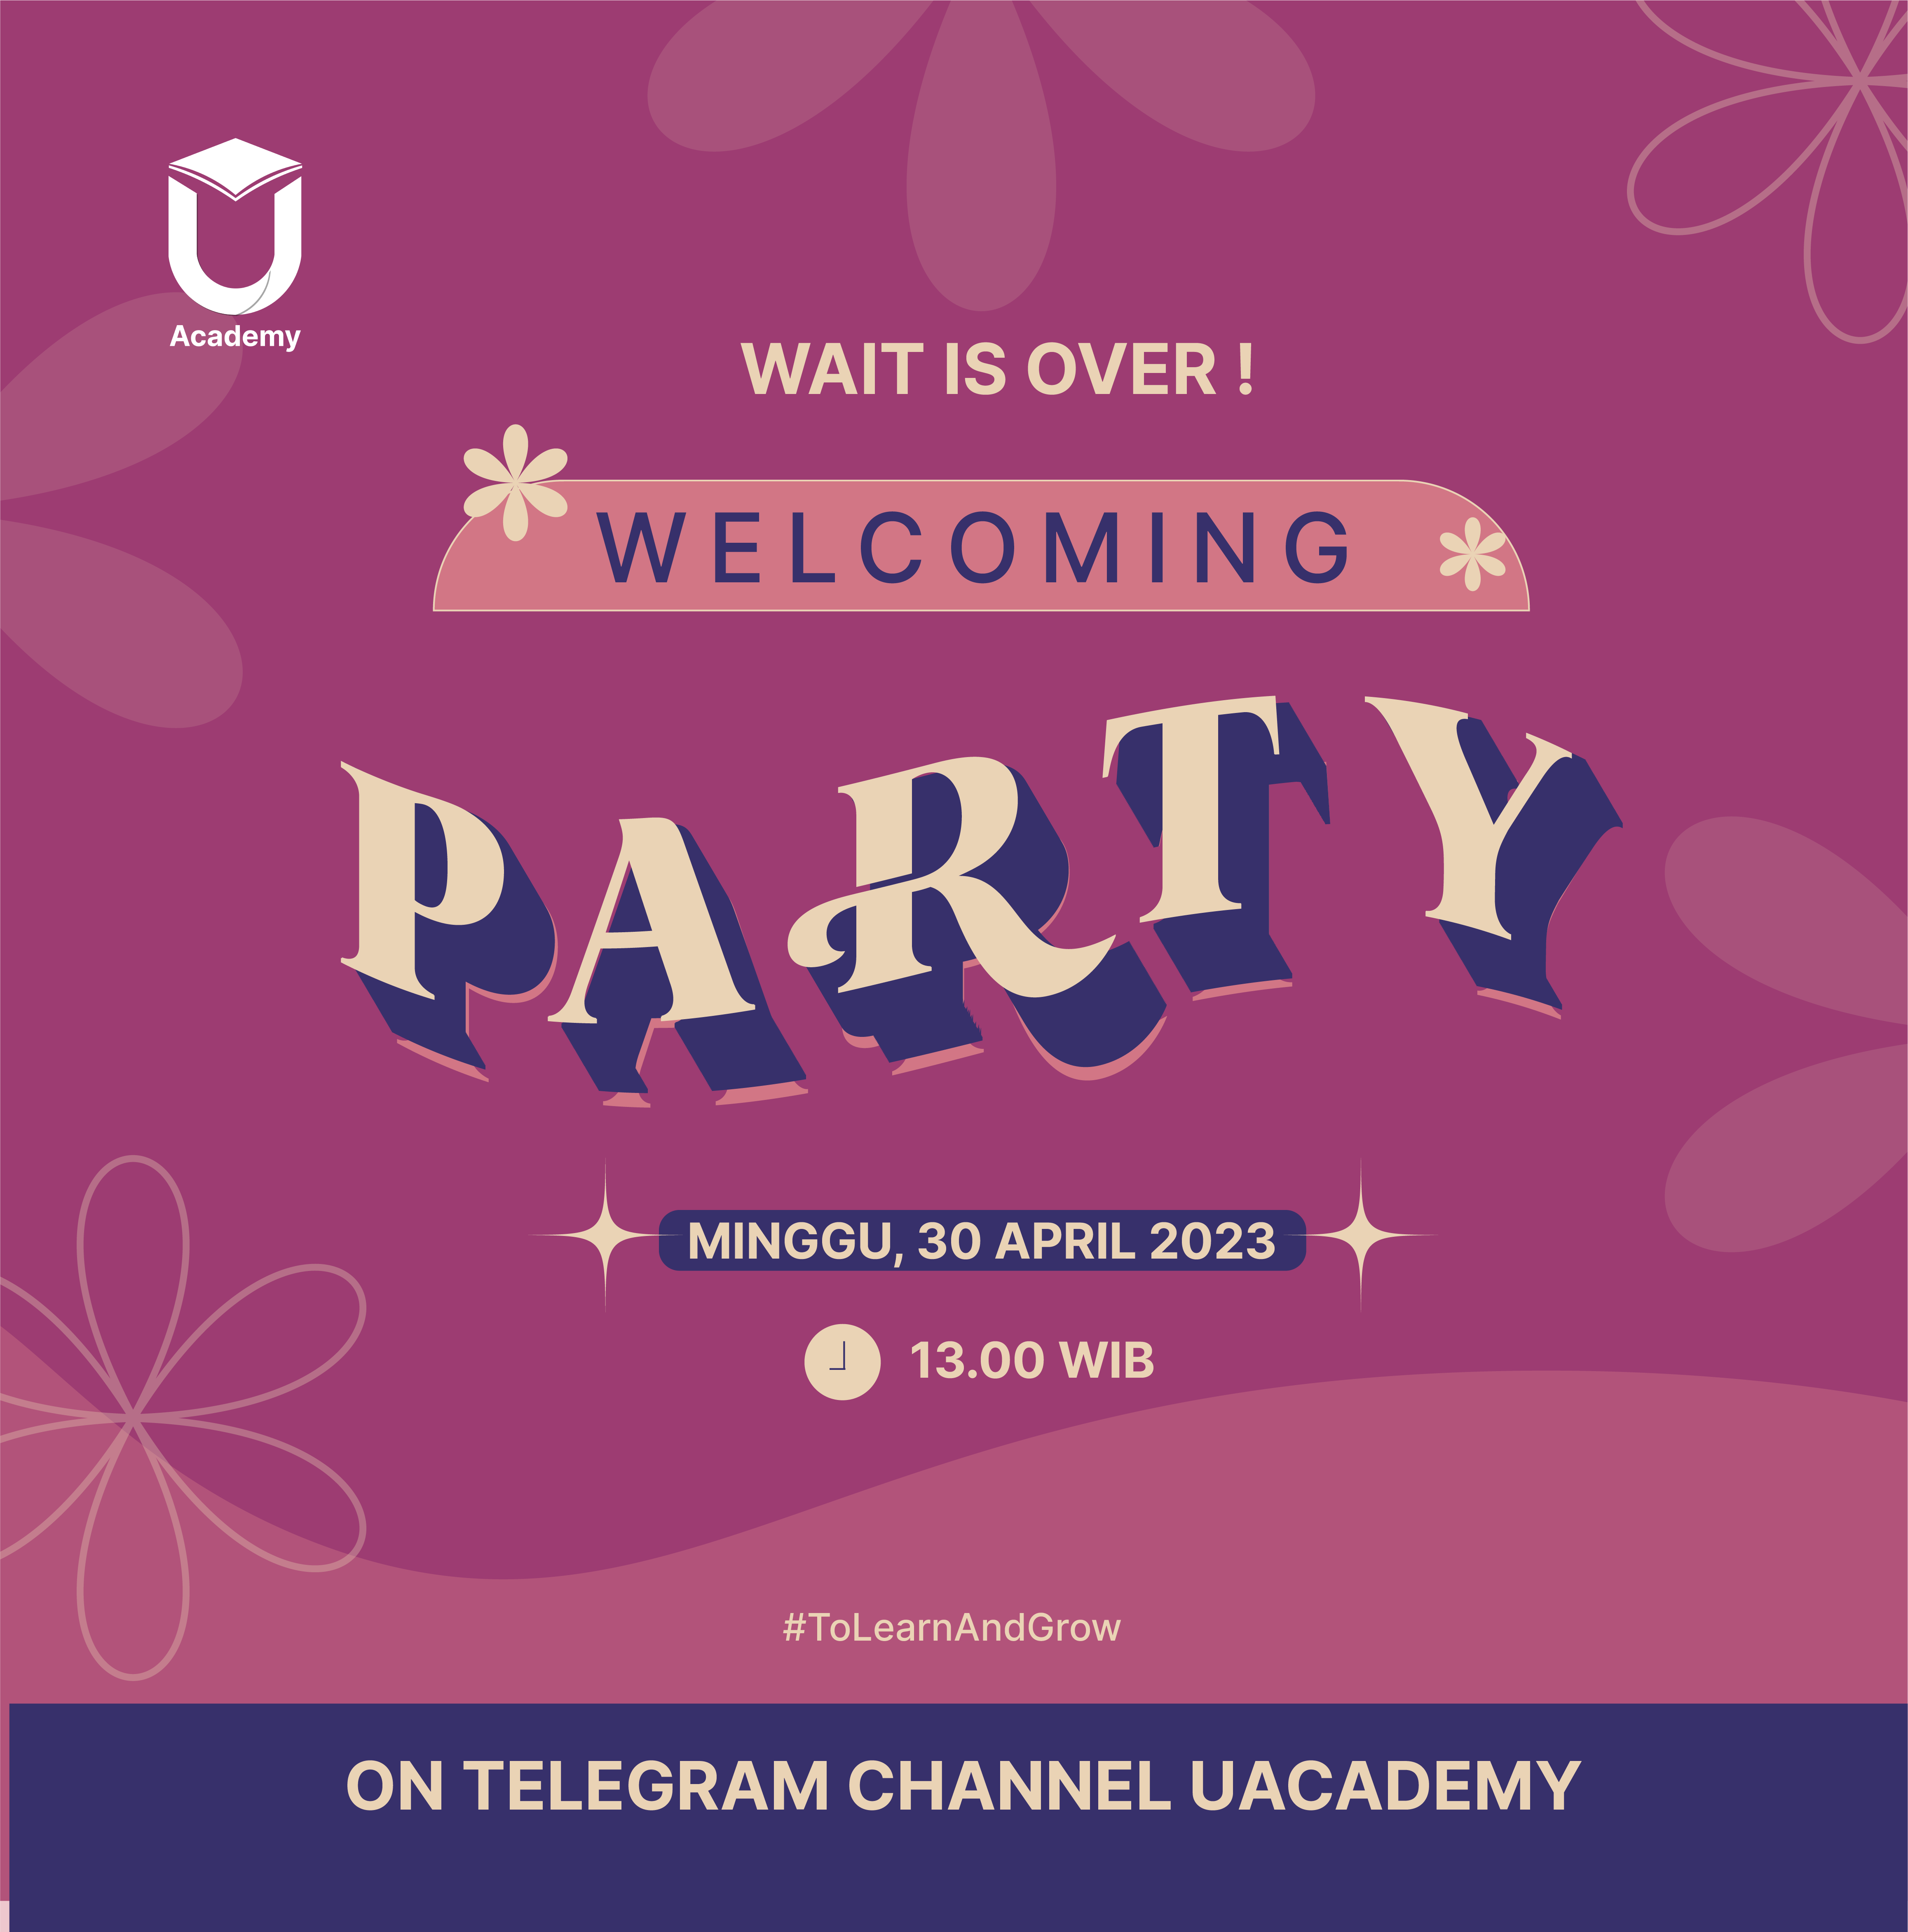 Academy
WAIT IS OVER !
WELCOMING
PARTY
MINGGU, 30 APRIL 2023
13.00 WIB
#ToLearnAndGrow
ON TELEGRAM CHANNEL UACADEMY